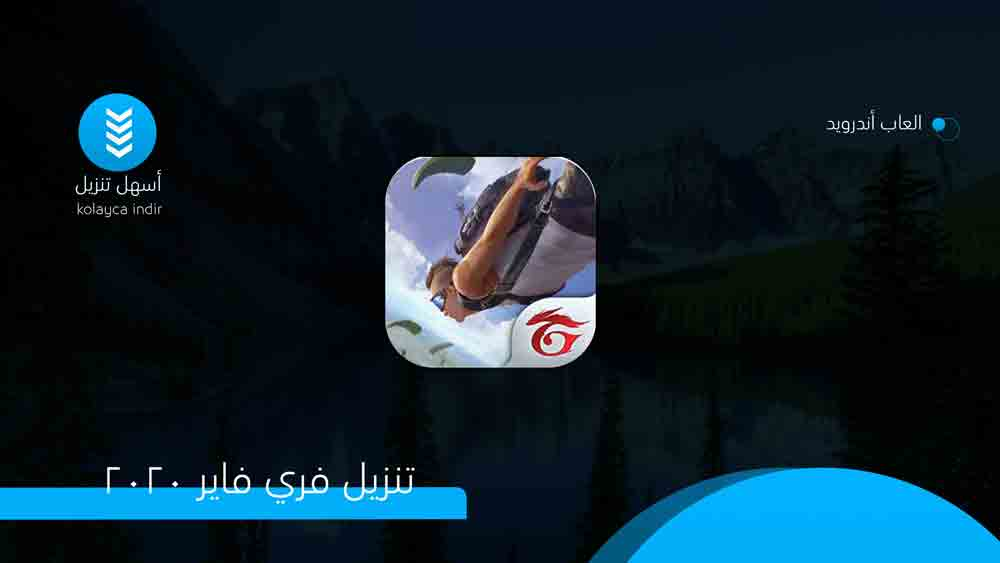 العاب أندرويد
أسهل تنزيل
kolayca indir
تنزيل فري فاير ٢٠٢٠